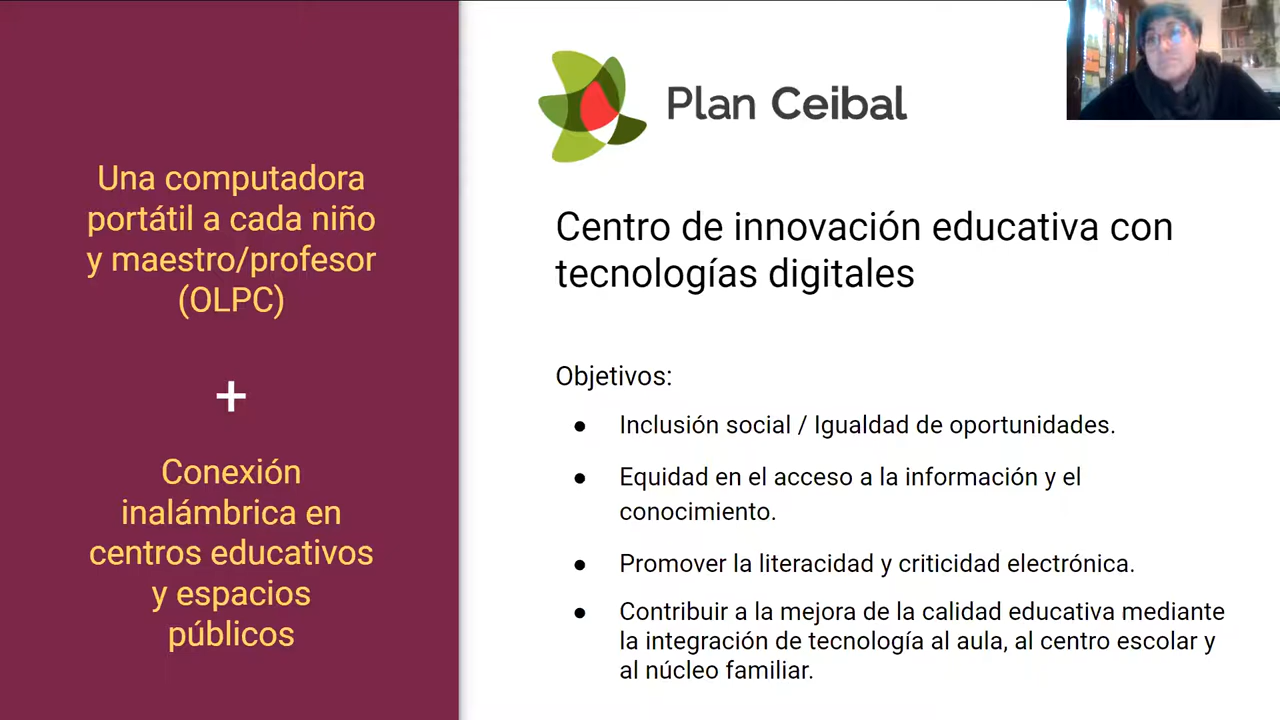 Una computadora
portátil a cada niño
y maestro/profesor
(OLPC)
+
Conexión
inalámbrica en
centros educativos
y espacios
públicos
Plan Ceibal
Centro de innovación educativa con
tecnologías digitales
Objetivos:
● Inclusión social / Igualdad de oportunidades.
● Equidad en el acceso a la información y el
conocimiento.
● Promover la literacidad y criticidad electrónica.
● Contribuir a la mejora de la calidad educativa mediante
la integración de tecnología al aula, al centro escolar y
al núcleo familiar.